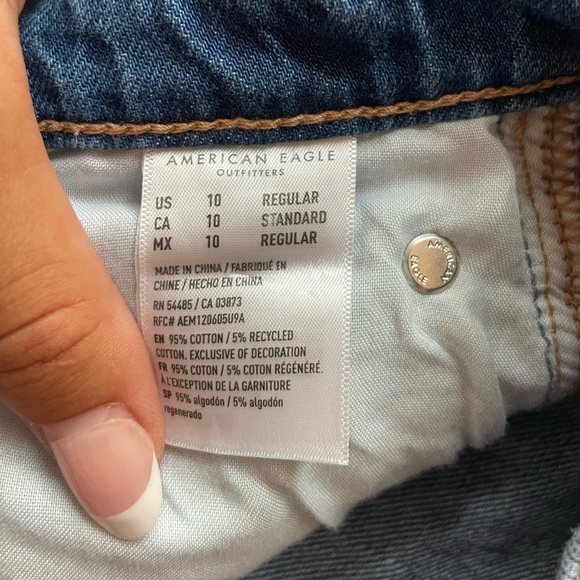 AMERICAN EAGLE
OUTFITTERS
US 10 REGULAR
CA 10 STANDARD
MX 10 REGULAR
MADE IN CHINA / FABRIQUÉ EN
CHINE / HECHO EN CHINA
RN 54485 / CA 03873
RFC# AEM120605U9A
EN 95% COTTON / 5% RECYCLED
COTTON. EXCLUSIVE OF DECORATION
FR 95% COTON / 5% COTON RÉGÉNÉRÉ.
À L'EXCEPTION DE LA GARNITURE
SP 95% algodón / 5% algodón
regenerado
AMERICAN
EAGLE